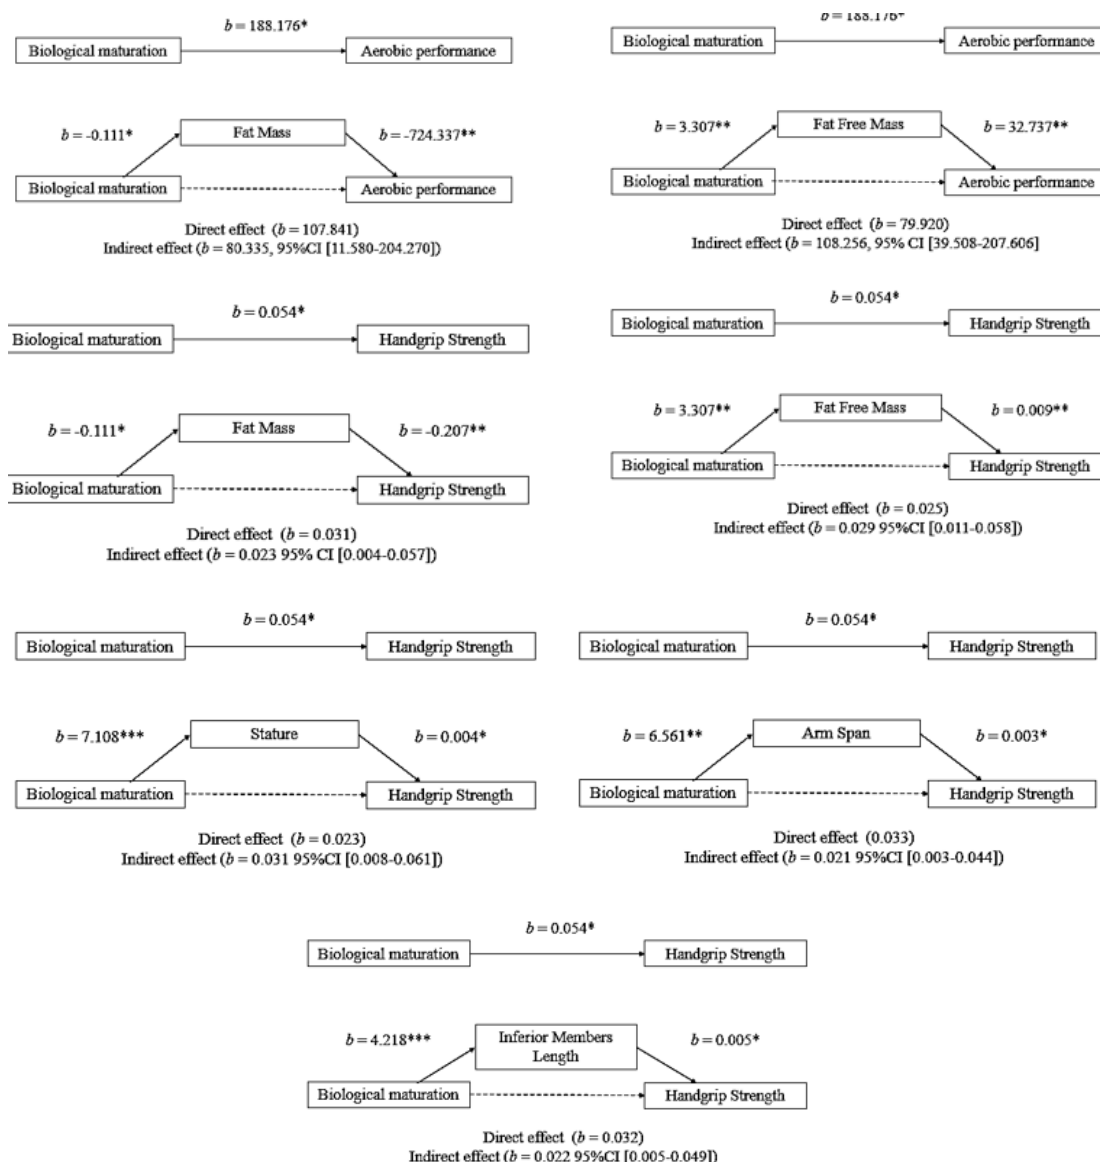 b = 188.176*
Biological maturation
Aerobic performance
b = -0.111*
Fat Mass
b = -724.337**
Biological maturation
Aerobic performance
Direct effect (b = 107.841)
Indirect effect (b = 80.335, 95%CI [11.580-204.270])
b = 188.176*
Biological maturation
Aerobic performance
b = 3.307**
Fat Free Mass
b = 32.737**
Biological maturation
Aerobic performance
Direct effect (b = 79.920)
Indirect effect (b = 108.256, 95% CI [39.508-207.606]
b = 0.054*
Biological maturation
Handgrip Strength
b = -0.111*
Fat Mass
b = -0.207**
Biological maturation
Handgrip Strength
Direct effect (b = 0.031)
Indirect effect (b = 0.023 95% CI [0.004-0.057])
b = 0.054*
Biological maturation
Handgrip Strength
b = 3.307**
Fat Free Mass
b = 0.009**
Biological maturation
Handgrip Strength
Direct effect (b = 0.025)
Indirect effect (b = 0.029 95%CI [0.011-0.058])
b = 0.054*
Biological maturation
Handgrip Strength
b = 7.108***
Stature
b = 0.004*
Biological maturation
Handgrip Strength
Direct effect (b = 0.023)
Indirect effect (b = 0.031 95%CI [0.008-0.061])
b = 0.054*
Biological maturation
Handgrip Strength
b = 6.561**
Arm Span
b = 0.003*
Biological maturation
Handgrip Strength
Direct effect (0.033)
Indirect effect (b = 0.021 95%CI [0.003-0.044])
b = 0.054*
Biological maturation
Handgrip Strength
b = 4.218***
Inferior Members
Length
b = 0.005*
Biological maturation
Handgrip Strength
Direct effect (b = 0.032)
Indirect effect (b = 0.022 95%CI [0.005-0.049])